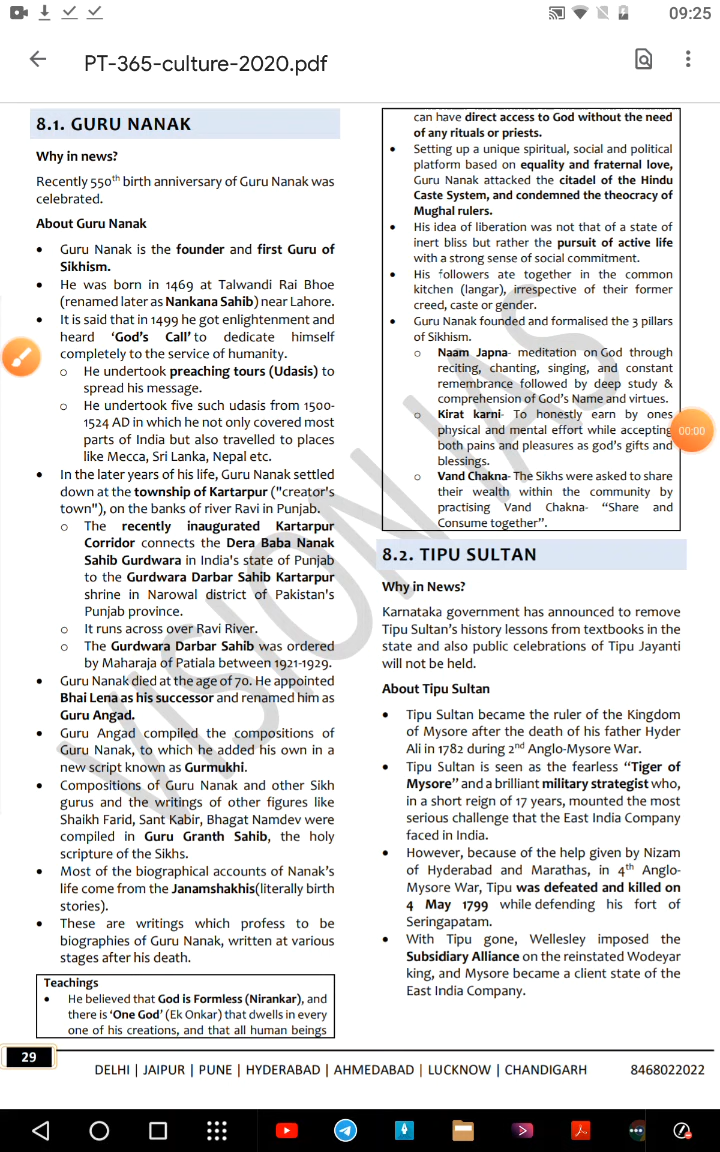 09:25
PT-365-culture-2020.pdf
8.1. GURU NANAK
Why in news?
Recently 550th birth anniversary of Guru Nanak was
celebrated.
About Guru Nanak
• Guru Nanak is the founder and first Guru of
Sikhism.
• He was born in 1469 at Talwandi Rai Bhoe
(renamed later as Nankana Sahib) near Lahore.
• It is said that in 1499 he got enlightenment and
heard ‘God’s Call’ to dedicate himself
completely to the service of humanity.
o He undertook preaching tours (Udasis) to
spread his message.
o He undertook five such udasis from 1500-
1524 AD in which he not only covered most
parts of India but also travelled to places
like Mecca, Sri Lanka, Nepal etc.
• In the later years of his life, Guru Nanak settled
down at the township of Kartarpur ("creator's
town"), on the banks of river Ravi in Punjab.
o The recently inaugurated Kartarpur
Corridor connects the Dera Baba Nanak
Sahib Gurdwara in India's state of Punjab
to the Gurdwara Darbar Sahib Kartarpur
shrine in Narowal district of Pakistan's
Punjab province.
o It runs across over Ravi River.
o The Gurdwara Darbar Sahib was ordered
by Maharaja of Patiala between 1921-1929.
• Guru Nanak died at the age of 70. He appointed
Bhai Lena as his successor and renamed him as
Guru Angad.
• Guru Angad compiled the compositions of
Guru Nanak, to which he added his own in a
new script known as Gurmukhi.
• Compositions of Guru Nanak and other Sikh
gurus and the writings of other figures like
Shaikh Farid, Sant Kabir, Bhagat Namdev were
compiled in Guru Granth Sahib, the holy
scripture of the Sikhs.
• Most of the biographical accounts of Nanak’s
life come from the Janamshakhis(literally birth
stories).
• These are writings which profess to be
biographies of Guru Nanak, written at various
stages after his death.
Teachings
• He believed that God is Formless (Nirankar), and
there is ‘One God’ (Ek Onkar) that dwells in every
one of his creations, and that all human beings
can have direct access to God without the need
of any rituals or priests.
• Setting up a unique spiritual, social and political
platform based on equality and fraternal love,
Guru Nanak attacked the citadel of the Hindu
Caste System, and condemned the theocracy of
Mughal rulers.
• His idea of liberation was not that of a state of
inert bliss but rather the pursuit of active life
with a strong sense of social commitment.
• His followers ate together in the common
kitchen (langar), irrespective of their former
creed, caste or gender.
• Guru Nanak founded and formalised the 3 pillars
of Sikhism.
o Naam Japna- meditation on God through
reciting, chanting, singing, and constant
remembrance followed by deep study &
comprehension of God’s Name and virtues.
o Kirat karni- To honestly earn by ones
physical and mental effort while accepting
both pains and pleasures as god’s gifts and
blessings.
o Vand Chakna- The Sikhs were asked to share
their wealth within the community by
practising Vand Chakna- “Share and
Consume together”.
00:00
8.2. TIPU SULTAN
Why in News?
Karnataka government has announced to remove
Tipu Sultan’s history lessons from textbooks in the
state and also public celebrations of Tipu Jayanti
will not be held.
About Tipu Sultan
• Tipu Sultan became the ruler of the Kingdom
of Mysore after the death of his father Hyder
Ali in 1782 during 2nd Anglo-Mysore War.
• Tipu Sultan is seen as the fearless “Tiger of
Mysore” and a brilliant military strategist who,
in a short reign of 17 years, mounted the most
serious challenge that the East India Company
faced in India.
• However, because of the help given by Nizam
of Hyderabad and Marathas, in 4th Anglo-
Mysore War, Tipu was defeated and killed on
4 May 1799 while defending his fort of
Seringapatam.
• With Tipu gone, Wellesley imposed the
Subsidiary Alliance on the reinstated Wodeyar
king, and Mysore became a client state of the
East India Company.
VISION IAS
29
DELHI | JAIPUR | PUNE | HYDERABAD | AHMEDABAD | LUCKNOW | CHANDIGARH 8468022022